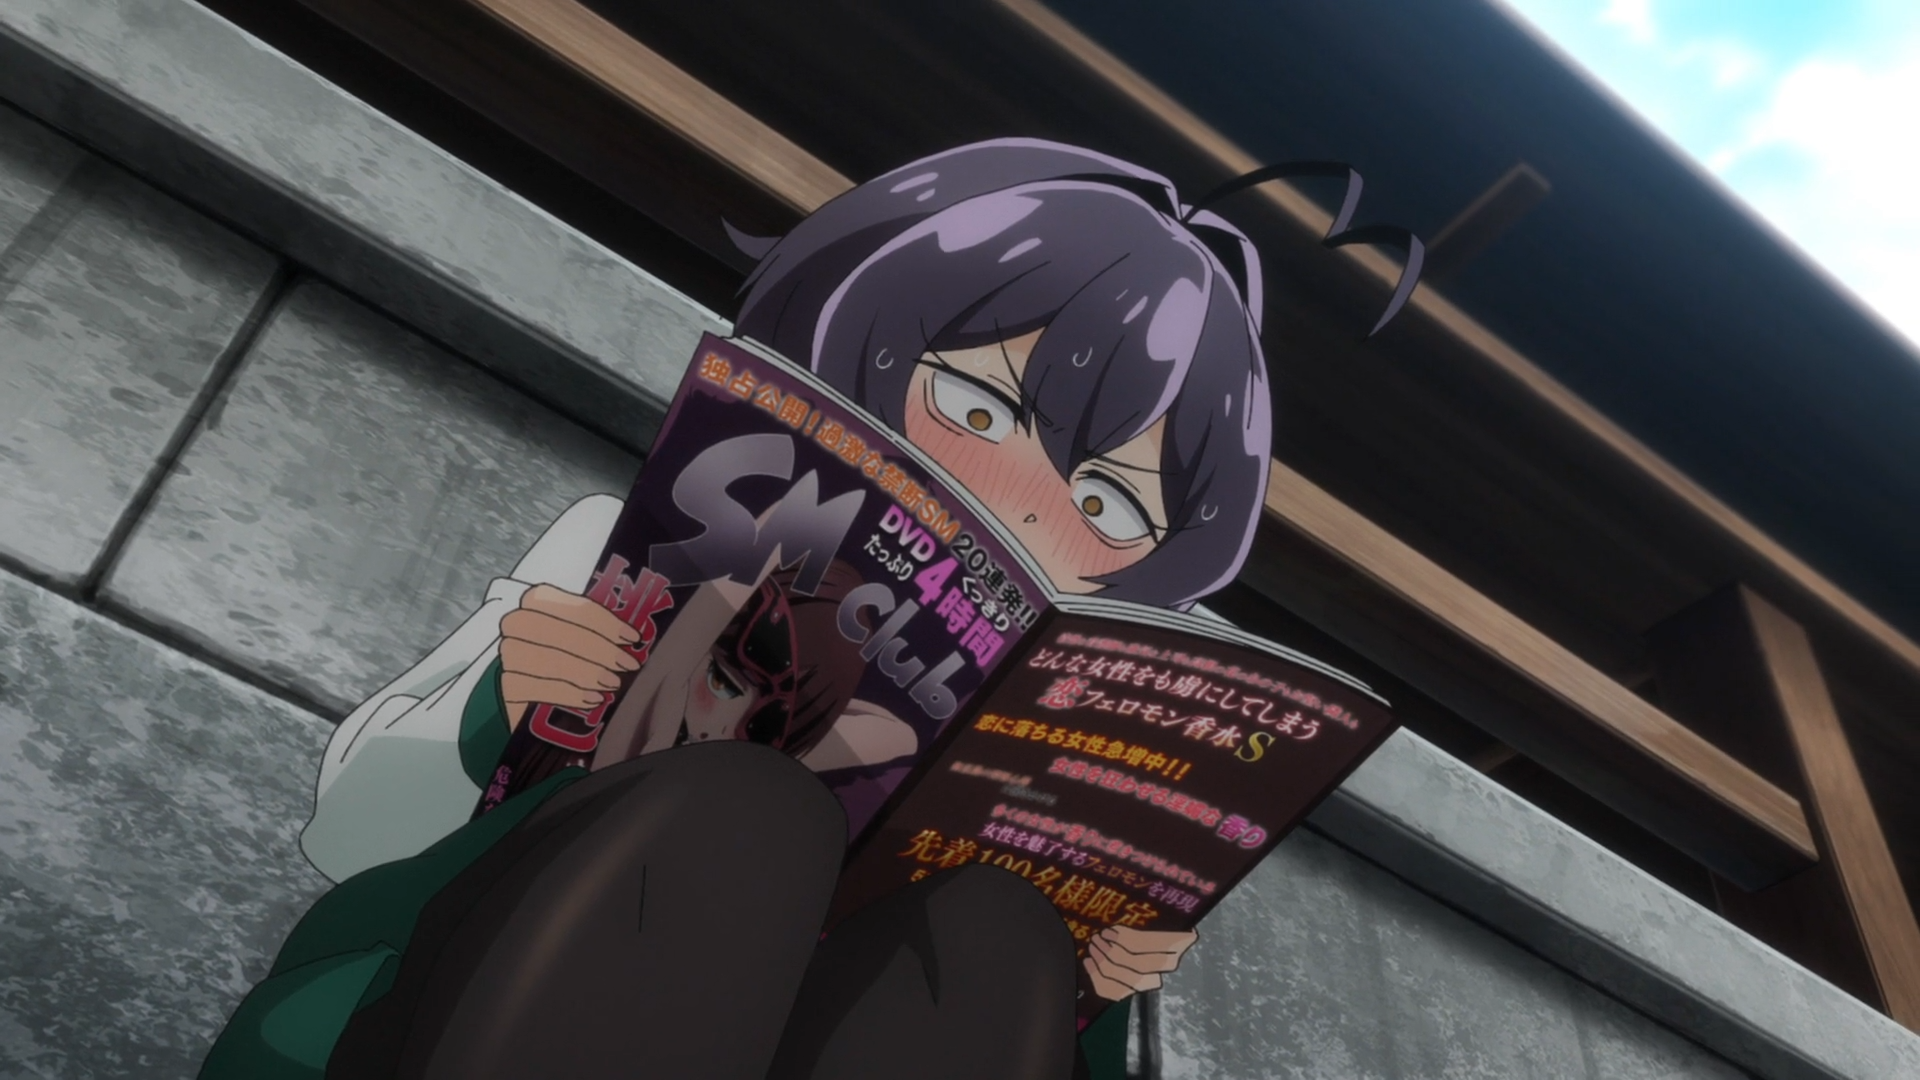 独占公開!過激な禁断SM20連発!!
SM club
DVD
たっぷり
4時間
くっきり
桃色
どんな女性をも虜にしてしまう
恋フェロモン香水S
恋に落ちる女性急増中!!
女性を狂わせる淫靡な香り
女性を魅了するフェロモンを再現
先着100名様限定